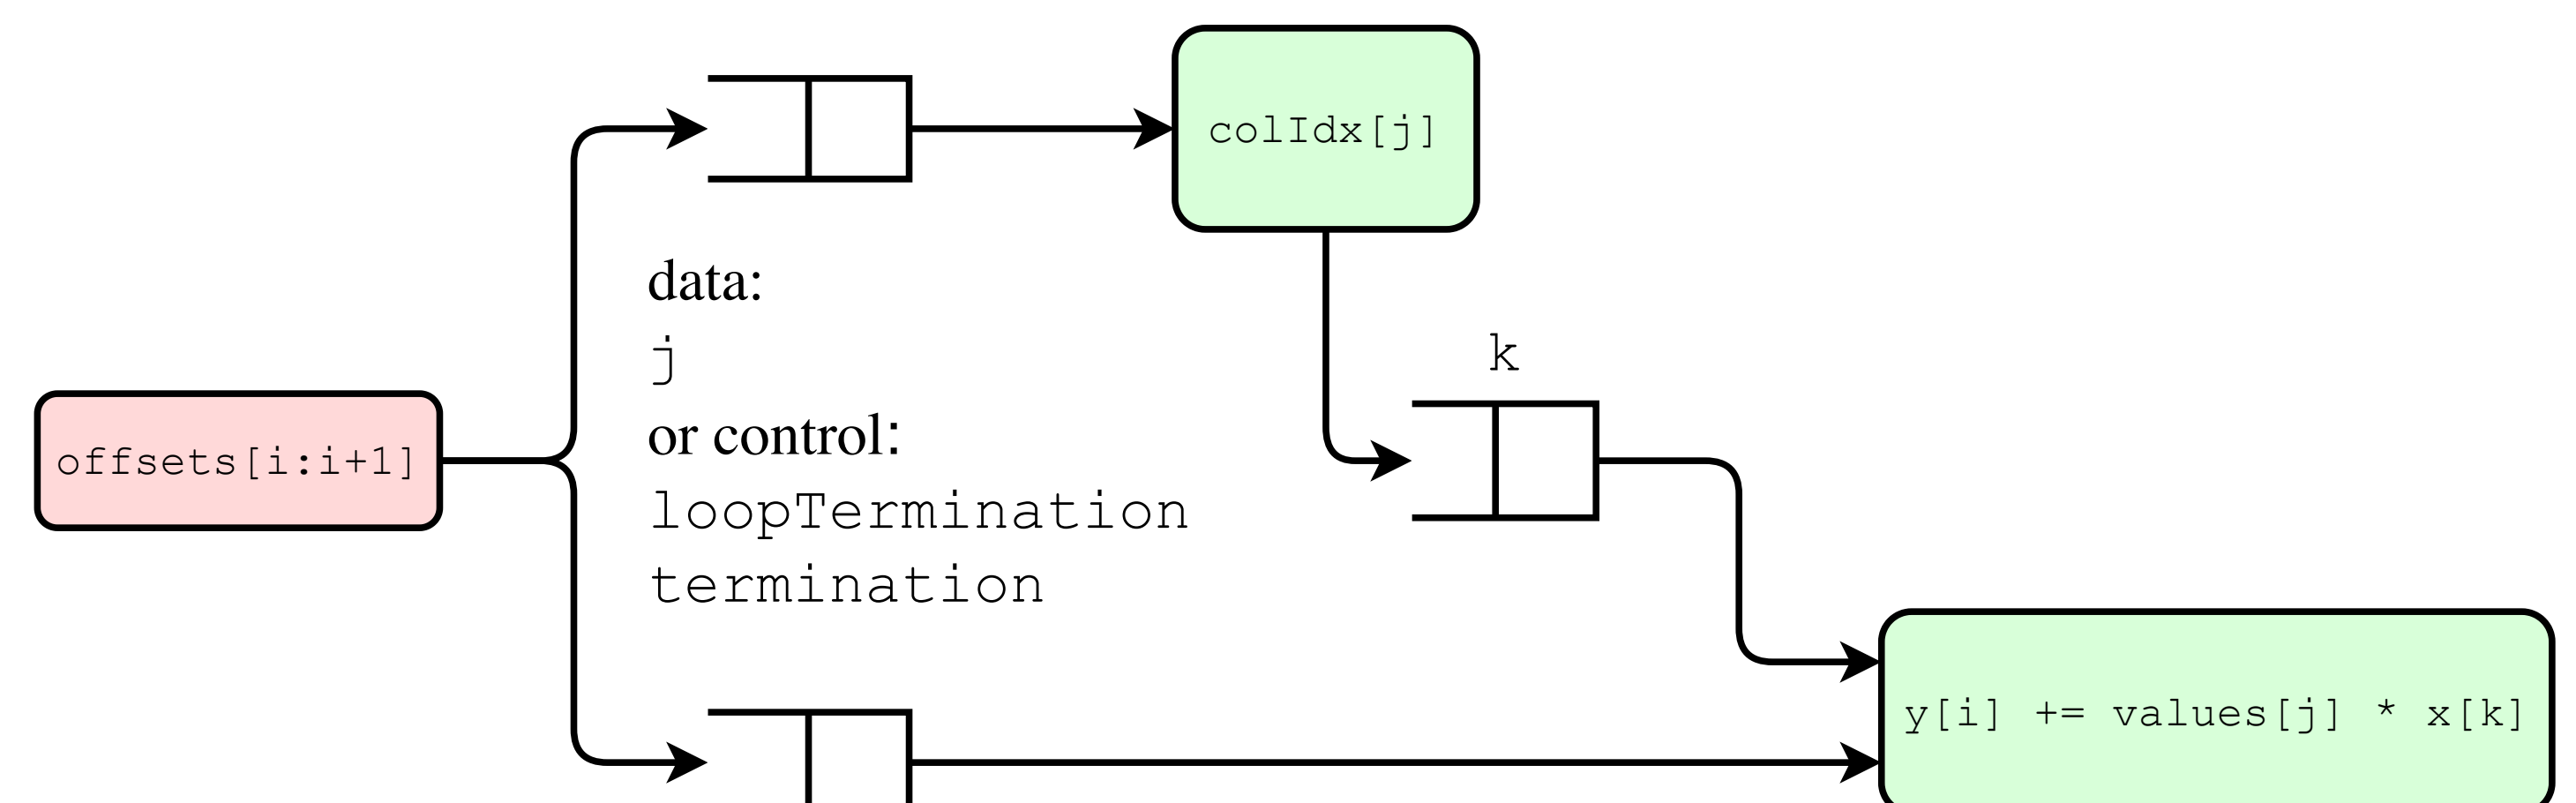 colIdx[j]
data:
j
or control:
loopTermination
termination
k
offsets[i:i+1]
y[i] += values[j] * x[k]